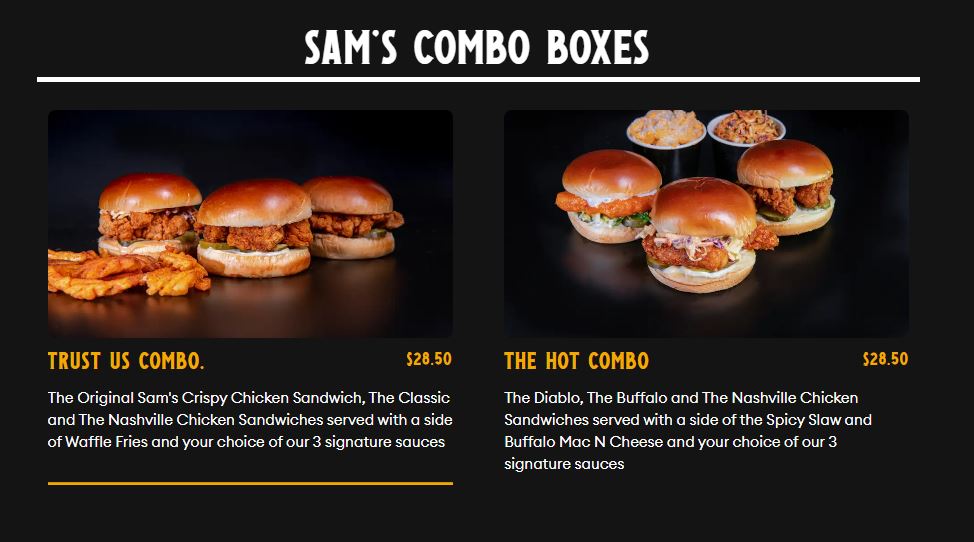 SAM'S COMBO BOXES
TRUST US COMBO.
$28.50
The Original Sam's Crispy Chicken Sandwich, The Classic
and The Nashville Chicken Sandwiches served with a side
of Waffle Fries and your choice of our 3 signature sauces
THE HOT COMBO
$28.50
The Diablo, The Buffalo and The Nashville Chicken
Sandwiches served with a side of the Spicy Slaw and
Buffalo Mac N Cheese and your choice of our 3
signature sauces